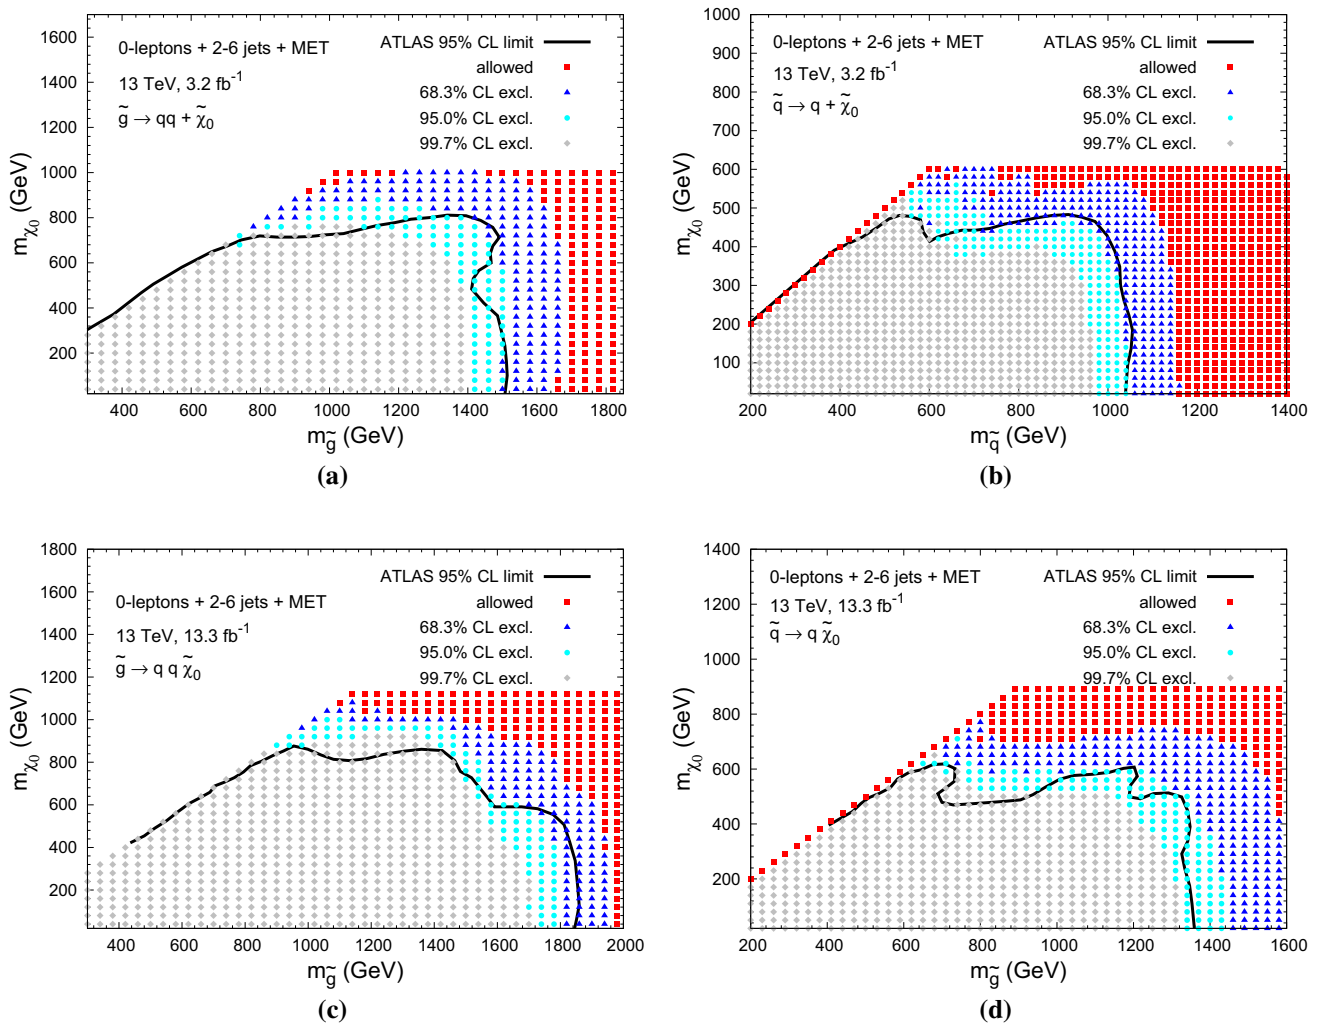 0-leptons + 2-6 jets + MET
13 TeV, 3.2 fb⁻¹
g̃ → qq + χ̃₀
ATLAS 95% CL limit
allowed
68.3% CL excl.
95.0% CL excl.
99.7% CL excl.
1600
1400
1200
1000
800
600
400
200
m_χ₀ (GeV)
400 600 800 1000 1200 1400 1600 1800
m_g̃ (GeV)
(a)
0-leptons + 2-6 jets + MET
13 TeV, 3.2 fb⁻¹
q̃ → q + χ̃₀
ATLAS 95% CL limit
allowed
68.3% CL excl.
95.0% CL excl.
99.7% CL excl.
1000
900
800
700
600
500
400
300
200
100
m_χ₀ (GeV)
200 400 600 800 1000 1200 1400
m_q̃ (GeV)
(b)
0-leptons + 2-6 jets + MET
13 TeV, 13.3 fb⁻¹
g̃ → q q χ̃₀
ATLAS 95% CL limit
allowed
68.3% CL excl.
95.0% CL excl.
99.7% CL excl.
1800
1600
1400
1200
1000
800
600
400
200
m_χ₀ (GeV)
400 600 800 1000 1200 1400 1600 1800 2000
m_g̃ (GeV)
(c)
0-leptons + 2-6 jets + MET
13 TeV, 13.3 fb⁻¹
q̃ → q χ̃₀
ATLAS 95% CL limit
allowed
68.3% CL excl.
95.0% CL excl.
99.7% CL excl.
1400
1200
1000
800
600
400
200
m_χ₀ (GeV)
200 400 600 800 1000 1200 1400 1600
m_g̃ (GeV)
(d)